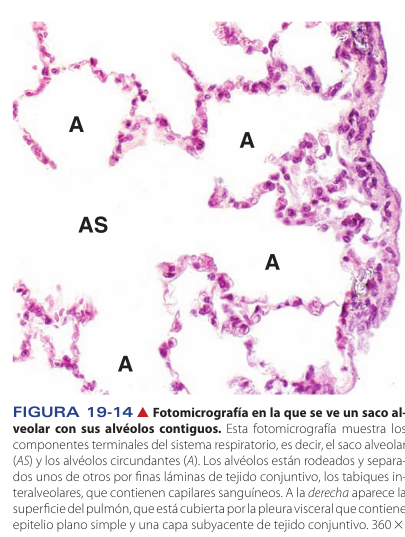 A
A
AS
A
A
FIGURA 19-14 ▲ Fotomicrografía en la que se ve un saco al-
veolar con sus alvéolos contiguos. Esta fotomicrografía muestra los
componentes terminales del sistema respiratorio, es decir, el saco alveolar
(AS) y los alvéolos circundantes (A). Los alvéolos están rodeados y separa-
dos unos de otros por finas láminas de tejido conjuntivo, los tabiques in-
teralveolares, que contienen capilares sanguíneos. A la derecha aparece la
superficie del pulmón, que está cubierta por la pleura visceral que contiene
epitelio plano simple y una capa subyacente de tejido conjuntivo. 360 ×